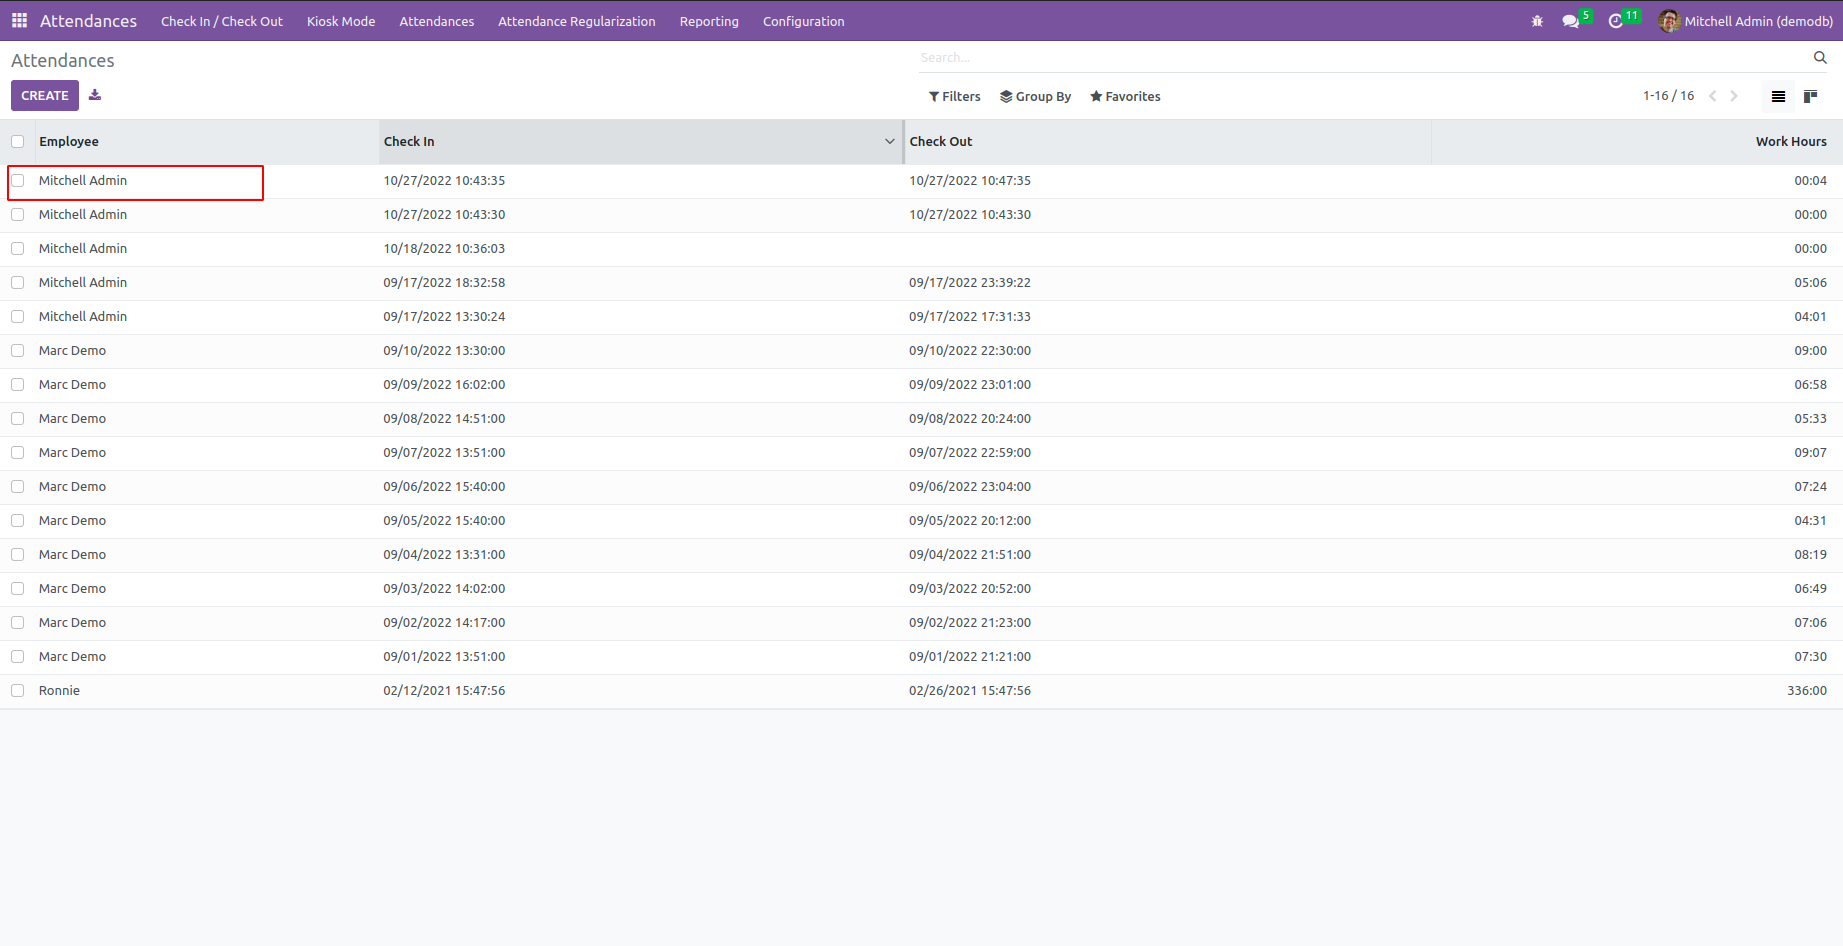 Attendances Check In / Check Out Kiosk Mode Attendances Attendance Regularization Reporting Configuration 5 11 Mitchell Admin (demodb)
Attendances Search...
CREATE Filters Group By Favorites 1-16 / 16
Employee Check In Check Out Work Hours
Mitchell Admin 10/27/2022 10:43:35 10/27/2022 10:47:35 00:04
Mitchell Admin 10/27/2022 10:43:30 10/27/2022 10:43:30 00:00
Mitchell Admin 10/18/2022 10:36:03 00:00
Mitchell Admin 09/17/2022 18:32:58 09/17/2022 23:39:22 05:06
Mitchell Admin 09/17/2022 13:30:24 09/17/2022 17:31:33 04:01
Marc Demo 09/10/2022 13:30:00 09/10/2022 22:30:00 09:00
Marc Demo 09/09/2022 16:02:00 09/09/2022 23:01:00 06:58
Marc Demo 09/08/2022 14:51:00 09/08/2022 20:24:00 05:33
Marc Demo 09/07/2022 13:51:00 09/07/2022 22:59:00 09:07
Marc Demo 09/06/2022 15:40:00 09/06/2022 23:04:00 07:24
Marc Demo 09/05/2022 15:40:00 09/05/2022 20:12:00 04:31
Marc Demo 09/04/2022 13:31:00 09/04/2022 21:51:00 08:19
Marc Demo 09/03/2022 14:02:00 09/03/2022 20:52:00 06:49
Marc Demo 09/02/2022 14:17:00 09/02/2022 21:23:00 07:06
Marc Demo 09/01/2022 13:51:00 09/01/2022 21:21:00 07:30
Ronnie 02/12/2021 15:47:56 02/26/2021 15:47:56 336:00